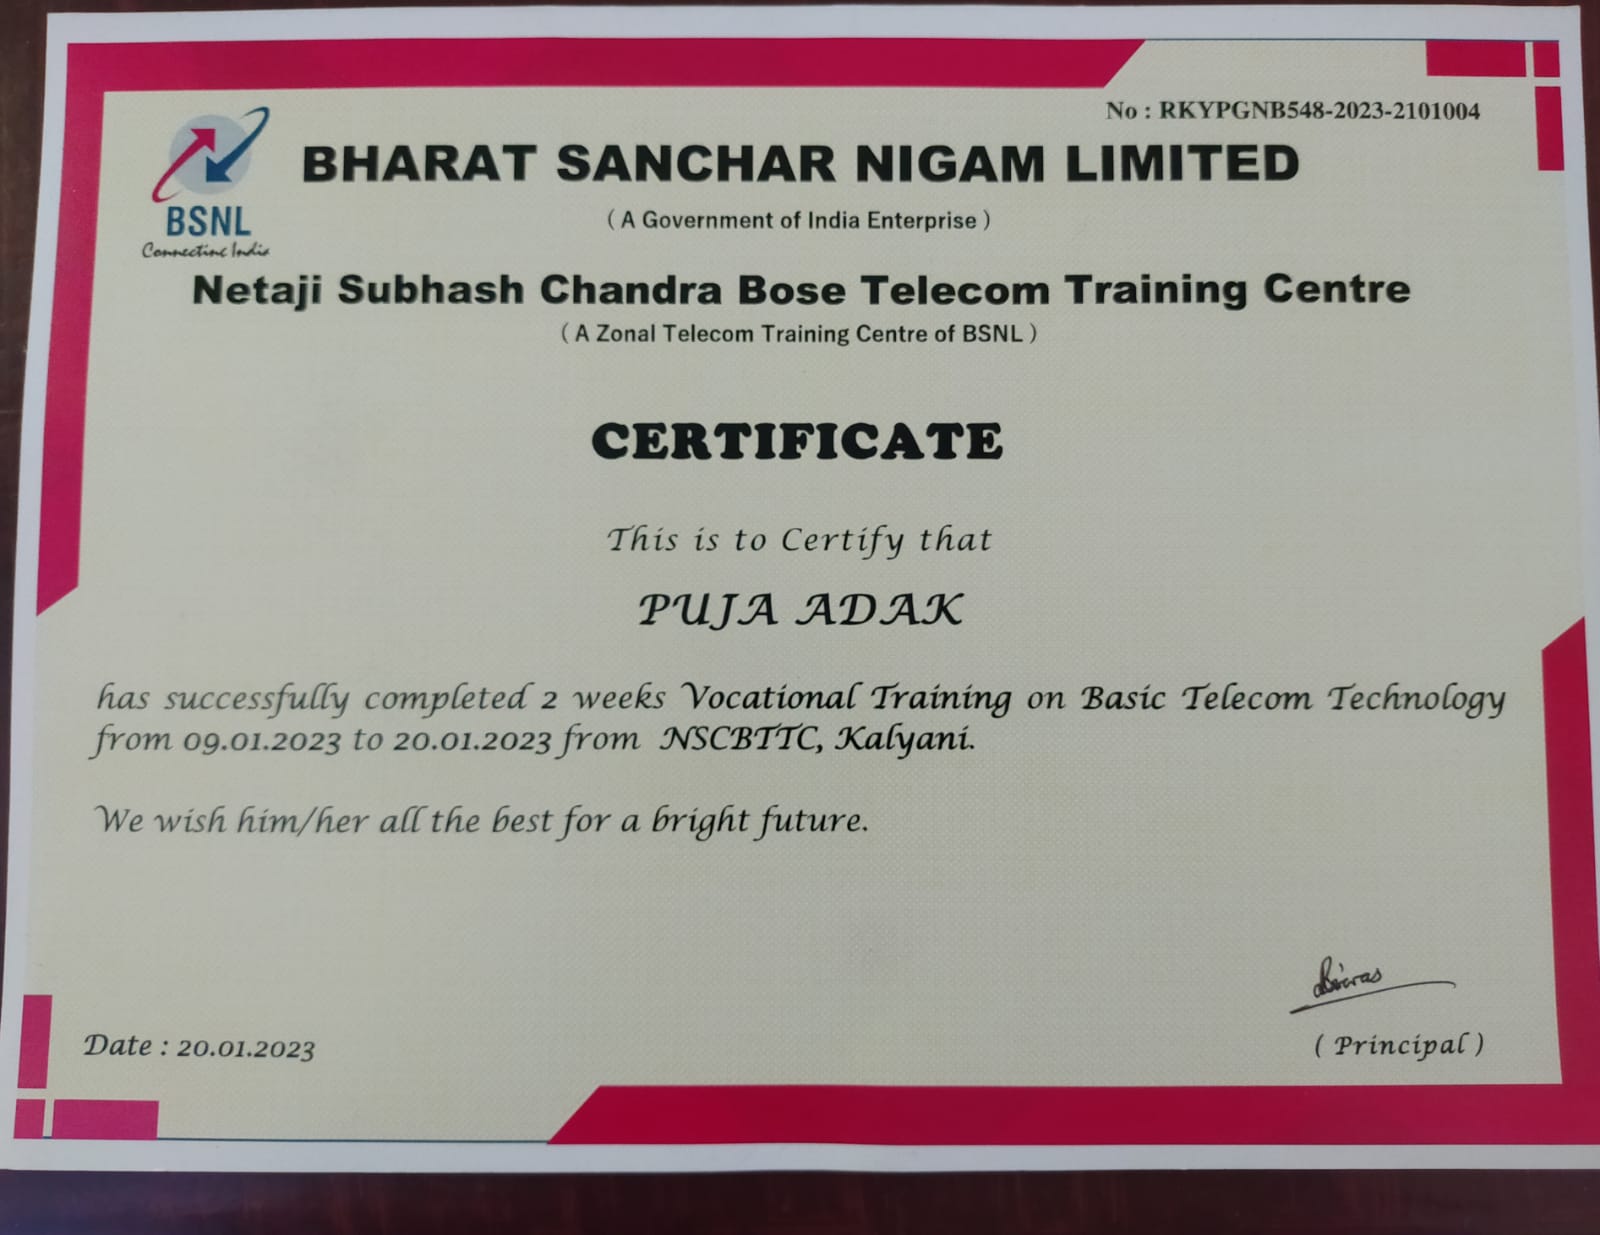 No : RKYPGNB548-2023-2101004
BHARAT SANCHAR NIGAM LIMITED
( A Government of India Enterprise )
BSNL
Connecting India
Netaji Subhash Chandra Bose Telecom Training Centre
( A Zonal Telecom Training Centre of BSNL )
CERTIFICATE
This is to Certify that
PUJA ADAK
has successfully completed 2 weeks Vocational Training on Basic Telecom Technology
from 09.01.2023 to 20.01.2023 from NSCBTTC, Kalyani.
We wish him/her all the best for a bright future.
Date : 20.01.2023
( Principal )